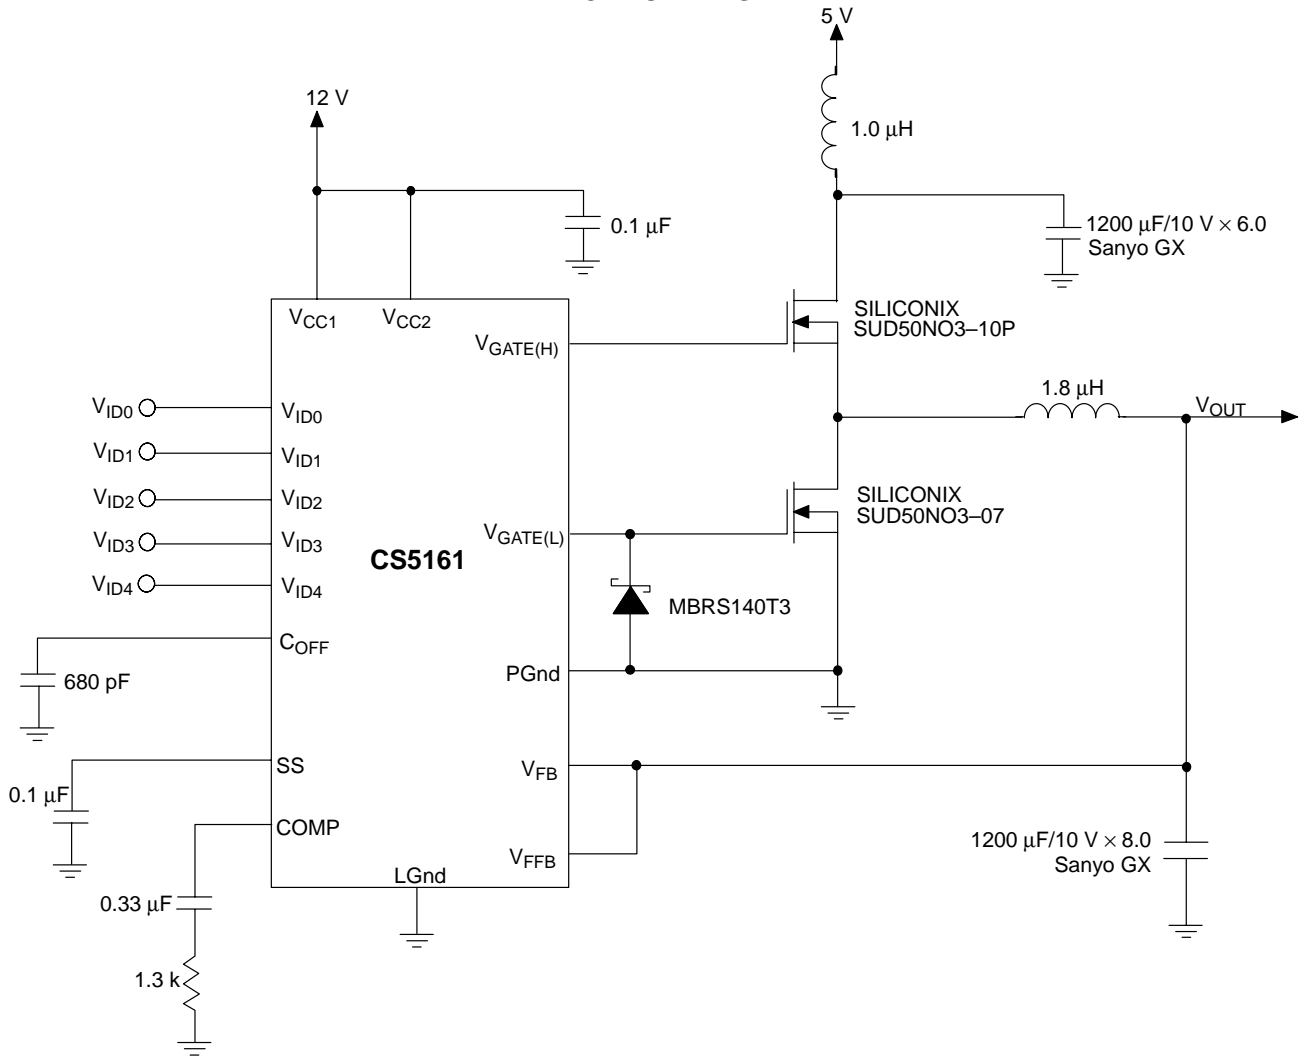 5 V
12 V
1.0 μH
0.1 μF
1200 μF/10 V × 6.0
Sanyo GX
VCC1
VCC2
VGATE(H)
SILICONIX
SUD50NO3–10P
1.8 μH
VOUT
VID0
VID0
VID1
VID1
VID2
VID2
VID3
VID3
VID4
VID4
CS5161
VGATE(L)
SILICONIX
SUD50NO3–07
MBRS140T3
COFF
680 pF
PGnd
SS
0.1 μF
VFB
COMP
VFFB
LGnd
1200 μF/10 V × 8.0
Sanyo GX
0.33 μF
1.3 k